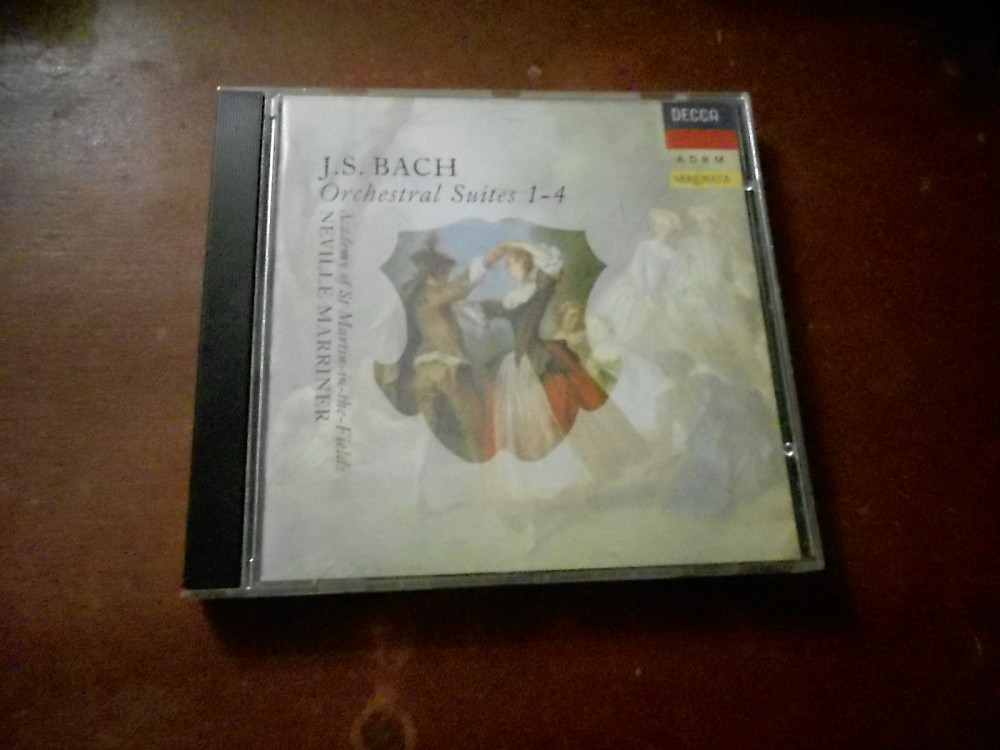 DECCA
ADRM
SERENATA
J.S. BACH
Orchestral Suites 1-4
Academy of St Martin-in-the-Fields
NEVILLE MARRINER